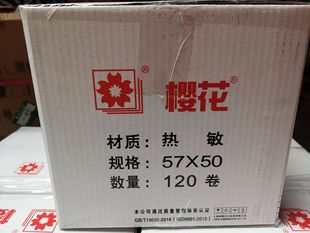 櫻花®
材质：热 敏
规格：57X50
数量：120 卷
本公司通过质量管理体系认证
GB/T19001-2016 | ISO9001:2015